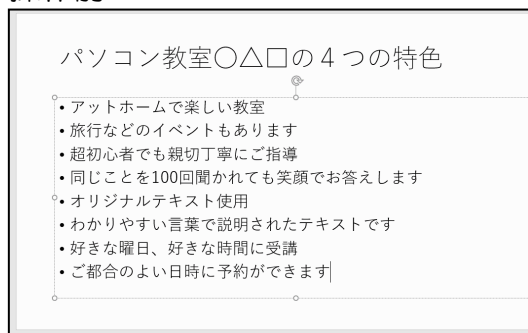 パソコン教室〇△□の４つの特色
• アットホームで楽しい教室
• 旅行などのイベントもあります
• 超初心者でも親切丁寧にご指導
• 同じことを100回聞かれても笑顔でお答えします
• オリジナルテキスト使用
• わかりやすい言葉で説明されたテキストです
• 好きな曜日、好きな時間に受講
• ご都合のよい日時に予約ができます